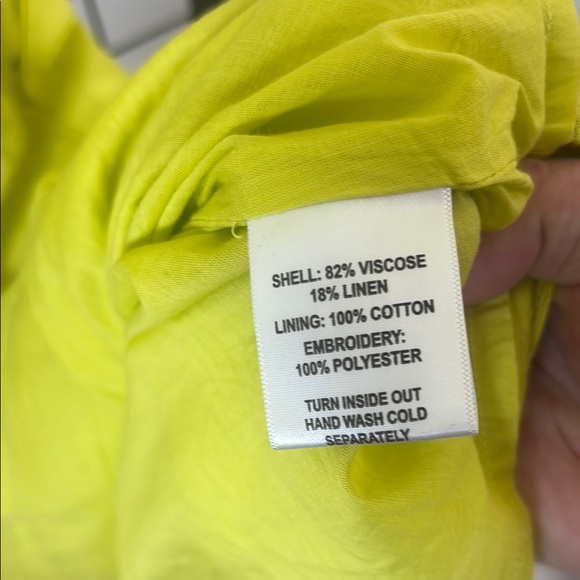 SHELL: 82% VISCOSE
18% LINEN
LINING: 100% COTTON
EMBROIDERY:
100% POLYESTER
TURN INSIDE OUT
HAND WASH COLD
SEPARATELY